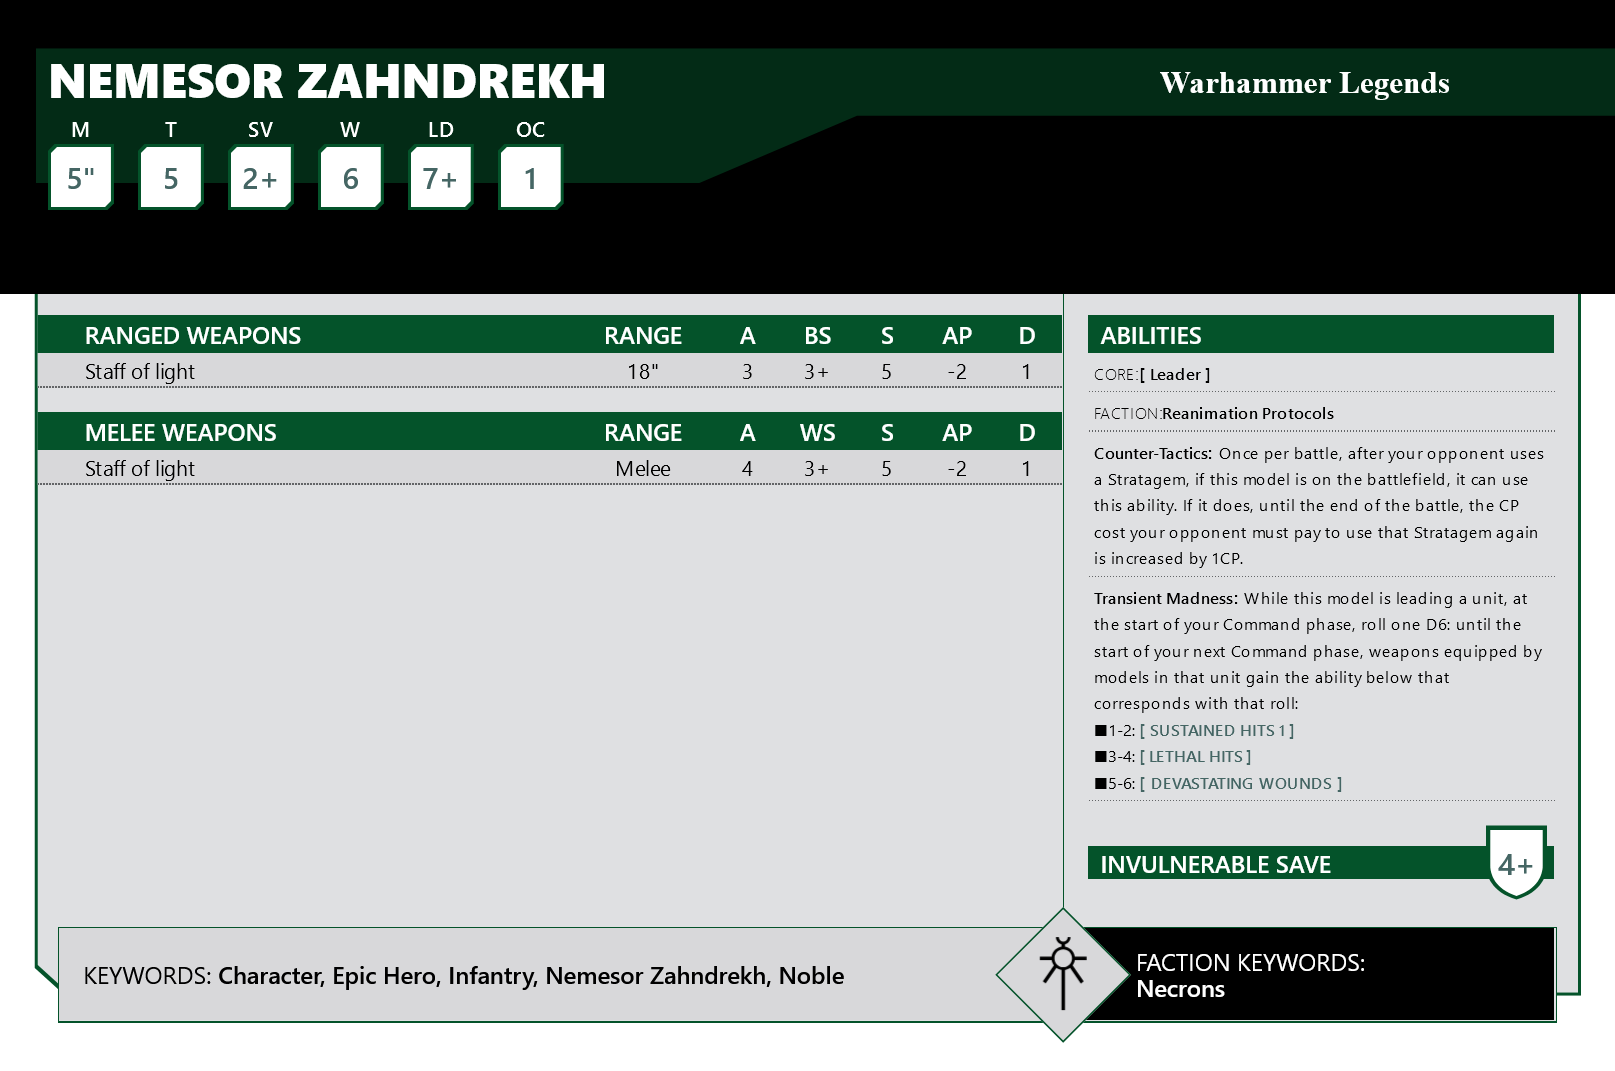 NEMESOR ZAHNDREKH
Warhammer Legends
M T SV W LD OC
5" 5 2+ 6 7+ 1
RANGED WEAPONS RANGE A BS S AP D
Staff of light 18" 3 3+ 5 -2 1
MELEE WEAPONS RANGE A WS S AP D
Staff of light Melee 4 3+ 5 -2 1
ABILITIES
CORE:[ Leader ]
FACTION:Reanimation Protocols
Counter-Tactics: Once per battle, after your opponent uses
a Stratagem, if this model is on the battlefield, it can use
this ability. If it does, until the end of the battle, the CP
cost your opponent must pay to use that Stratagem again
is increased by 1CP.
Transient Madness: While this model is leading a unit, at
the start of your Command phase, roll one D6: until the
start of your next Command phase, weapons equipped by
models in that unit gain the ability below that
corresponds with that roll:
■1-2: [ SUSTAINED HITS 1 ]
■3-4: [ LETHAL HITS ]
■5-6: [ DEVASTATING WOUNDS ]
INVULNERABLE SAVE 4+
KEYWORDS: Character, Epic Hero, Infantry, Nemesor Zahndrekh, Noble
FACTION KEYWORDS:
Necrons